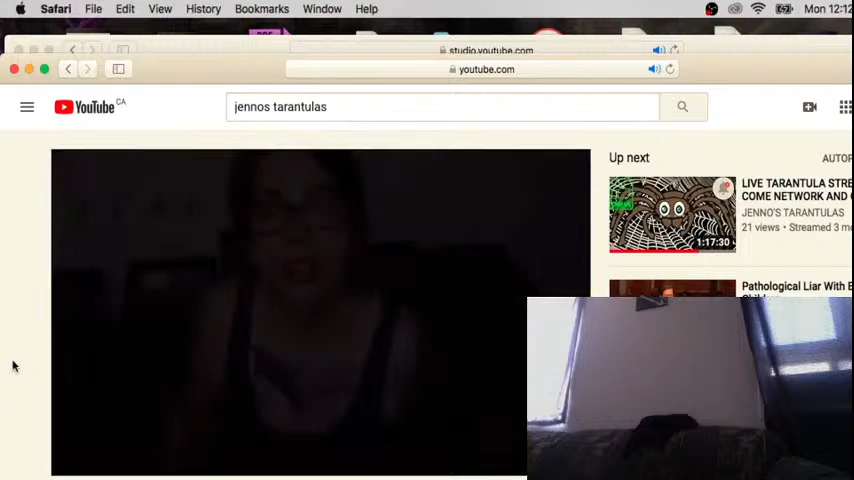 Safari File Edit View History Bookmarks Window Help Mon 12:12
studio.youtube.com
youtube.com
YouTube CA
jennos tarantulas
Up next AUTOP
LIVE TARANTULA STRE
COME NETWORK AND
JENNO'S TARANTULAS
21 views • Streamed 3 mo
1:17:30
Pathological Liar With